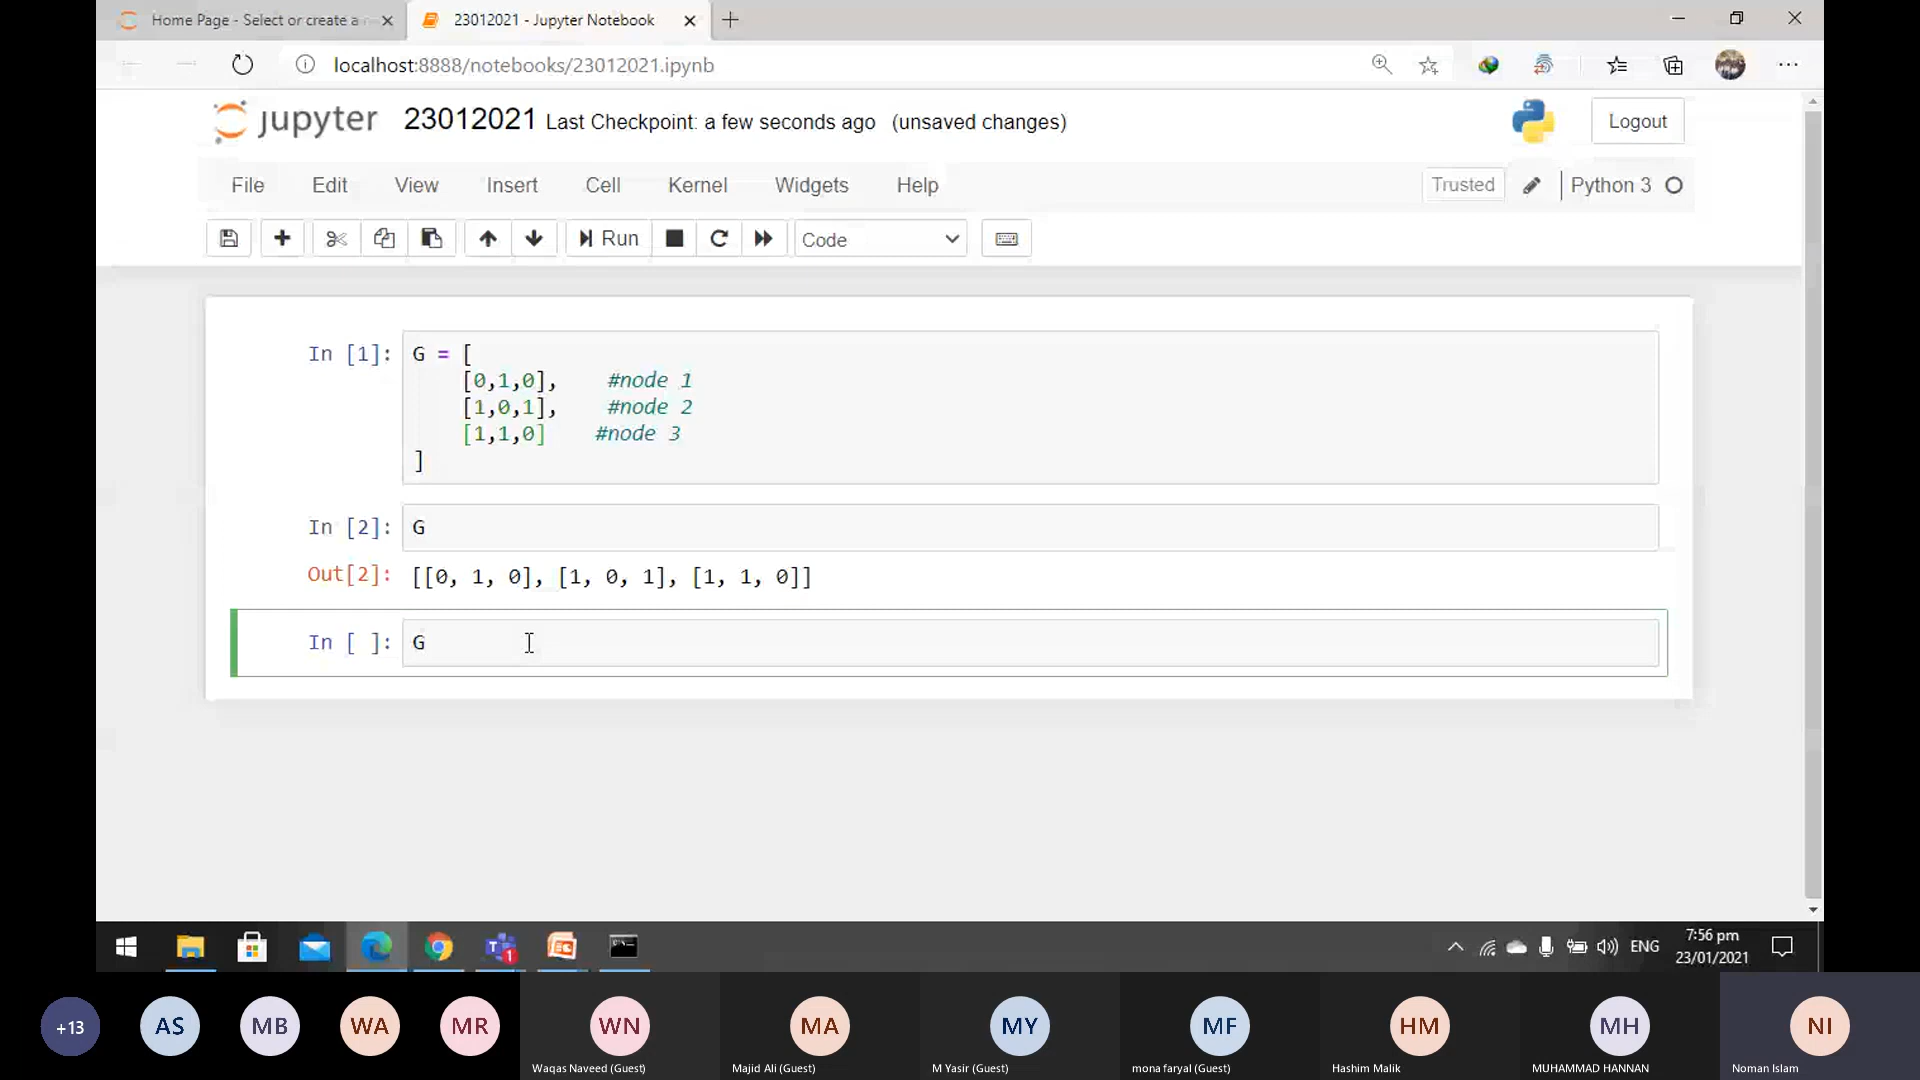 Home Page - Select or create a
23012021 - Jupyter Notebook
localhost:8888/notebooks/23012021.ipynb
jupyter 23012021 Last Checkpoint: a few seconds ago (unsaved changes)
Logout
File Edit View Insert Cell Kernel Widgets Help
Trusted
Python 3
Run
Code
In [1]:
G = [
[0,1,0], #node 1
[1,0,1], #node 2
[1,1,0] #node 3
]
In [2]: G
Out[2]: [[0, 1, 0], [1, 0, 1], [1, 1, 0]]
In [ ]: G
1
ENG
7:56 pm
23/01/2021
+13 AS MB WA MR WN MA MY MF HM MH NI
Waqas Naveed (Guest) Majid Ali (Guest) M Yasir (Guest) mona faryal (Guest) Hashim Malik MUHAMMAD HANNAN Noman Islam